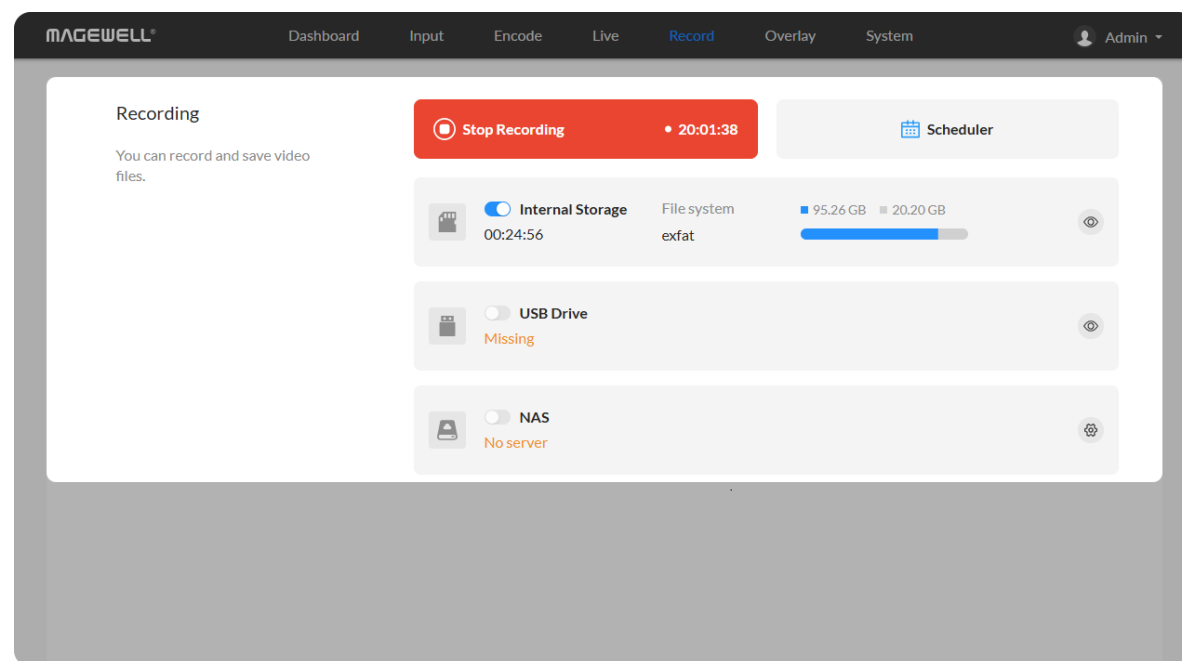 MAGEWELL®
Dashboard Input Encode Live Record Overlay System Admin
Recording
You can record and save video
files.
Stop Recording 20:01:38
Scheduler
Internal Storage File system 95.26 GB 20.20 GB
00:24:56 exfat
USB Drive
Missing
NAS
No server